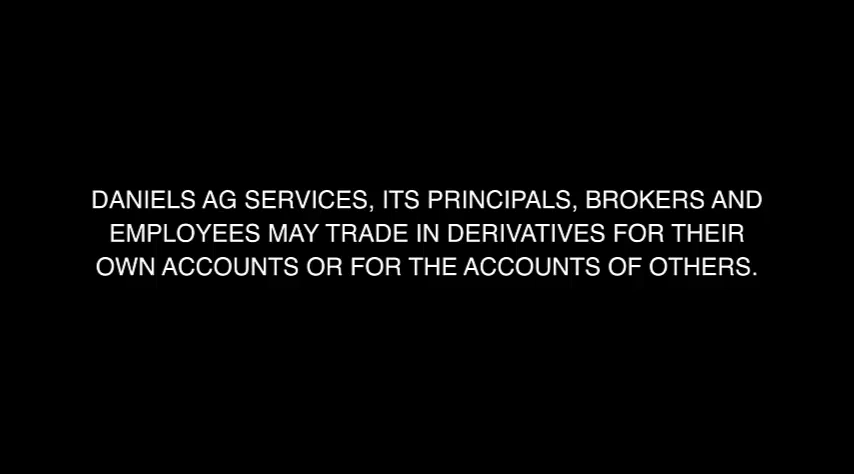 DANIELS AG SERVICES, ITS PRINCIPALS, BROKERS AND
EMPLOYEES MAY TRADE IN DERIVATIVES FOR THEIR
OWN ACCOUNTS OR FOR THE ACCOUNTS OF OTHERS.